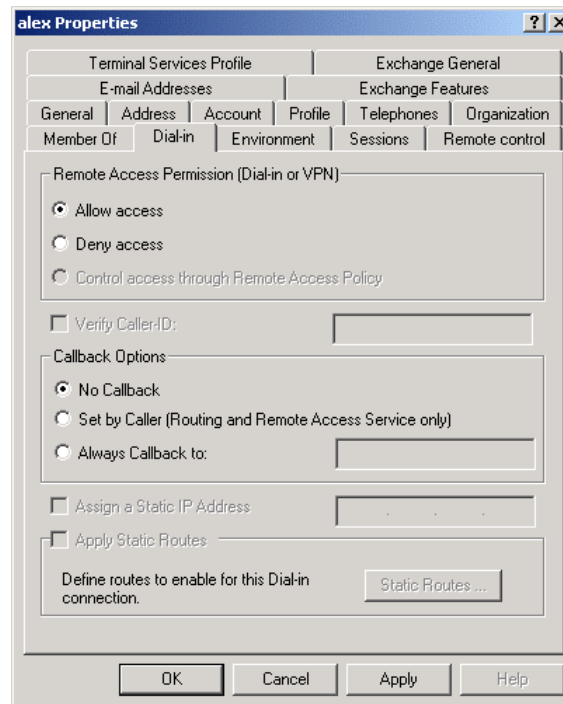 alex Properties
Terminal Services Profile Exchange General
E-mail Addresses Exchange Features
General Address Account Profile Telephones Organization
Member Of Dial-in Environment Sessions Remote control
Remote Access Permission (Dial-in or VPN)
Allow access
Deny access
Control access through Remote Access Policy
Verify Caller-ID:
Callback Options
No Callback
Set by Caller (Routing and Remote Access Service only)
Always Callback to:
Assign a Static IP Address
Apply Static Routes
Define routes to enable for this Dial-in
connection.
Static Routes ...
OK Cancel Apply Help